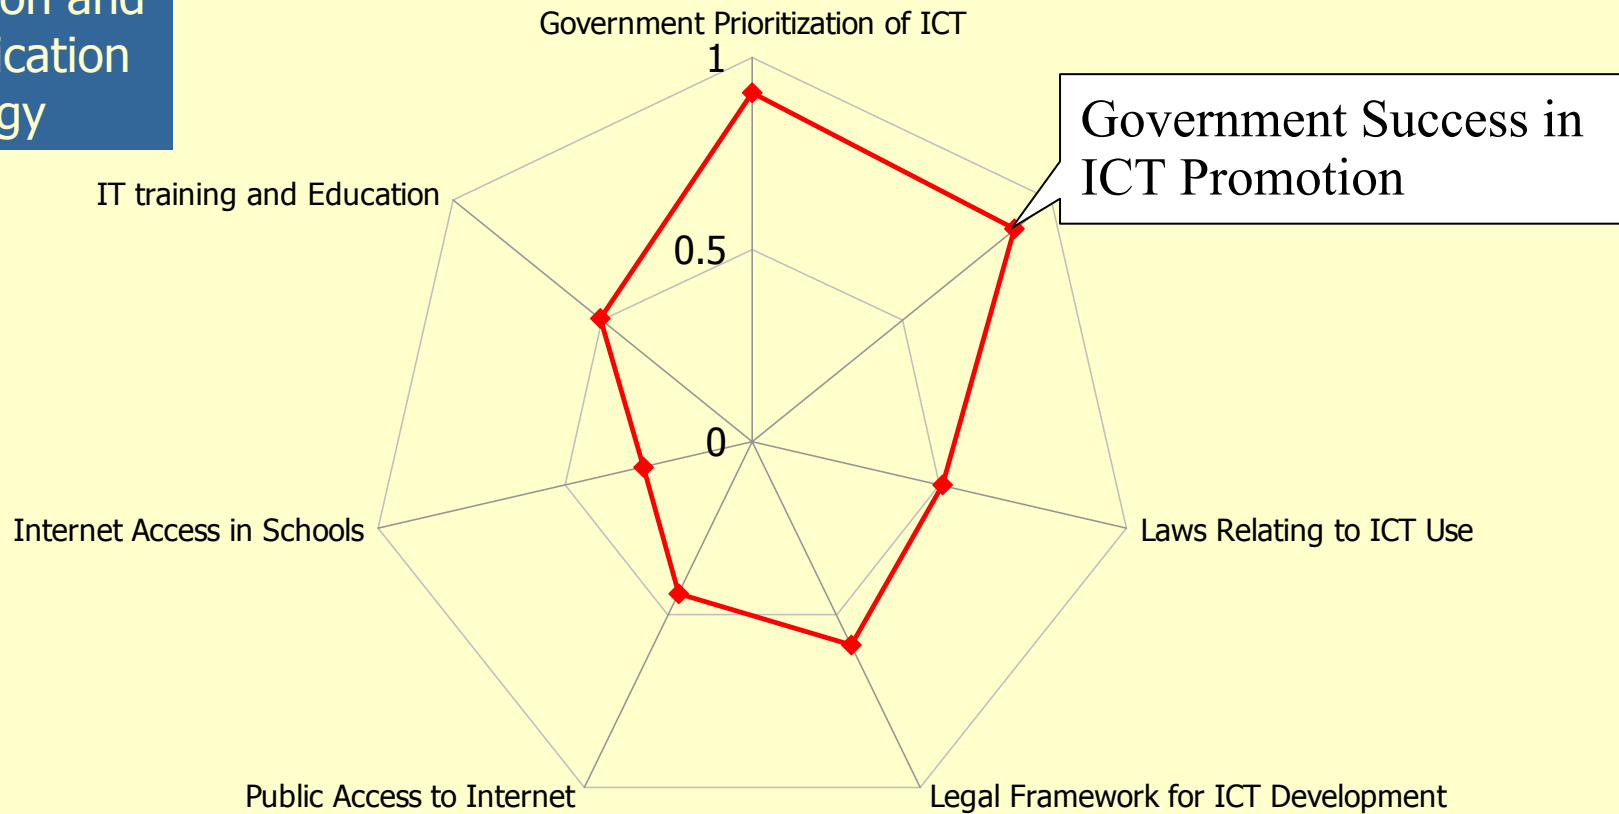 and
Government Prioritization of ICT
1
Government Success in
ICT Promotion
IT training and Education
0.5
0
Internet Access in Schools
Laws Relating to ICT Use
Public Access to Internet
Legal Framework for ICT Development